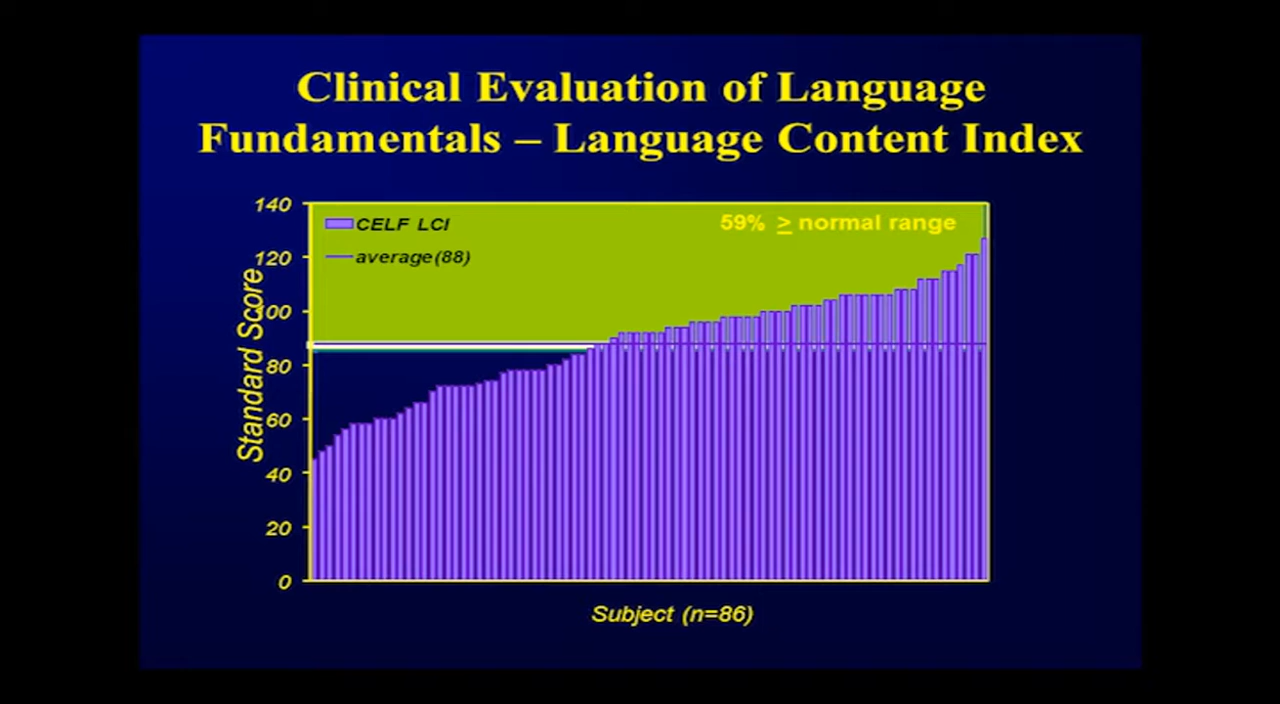 Clinical Evaluation of Language
Fundamentals – Language Content Index
140
120
100
80
60
40
20
0
Standard Score
CELF LCI
average(88)
59% ≥ normal range
Subject (n=86)